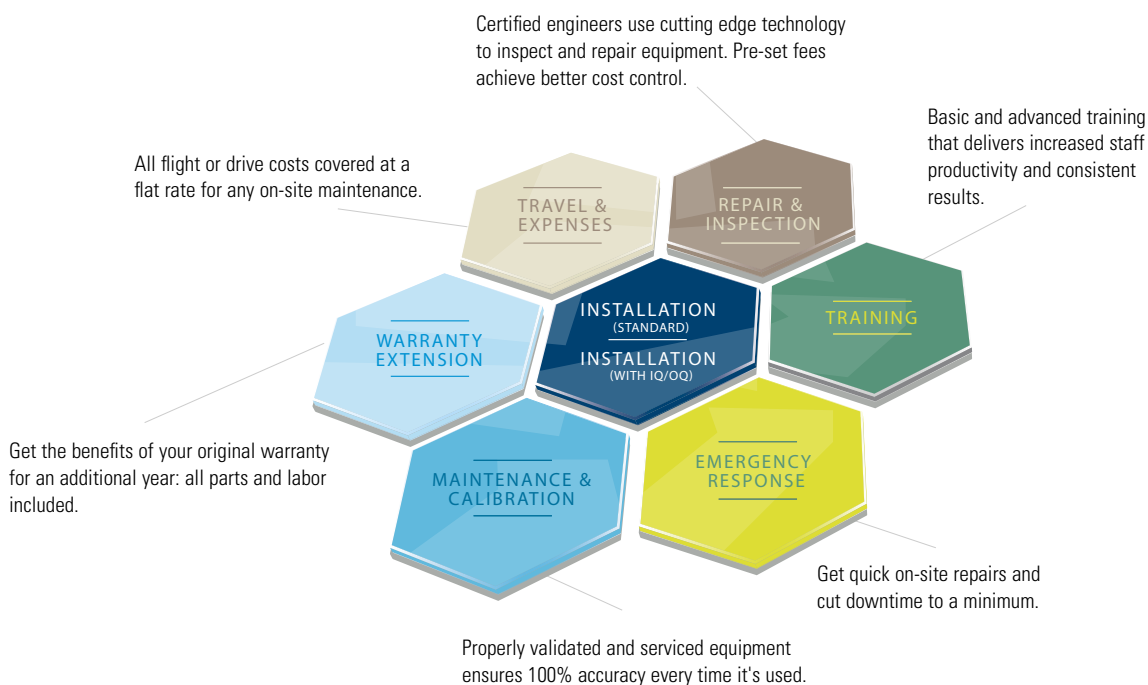 Certified engineers use cutting edge technology
to inspect and repair equipment. Pre-set fees
achieve better cost control.
Basic and advanced training
that delivers increased staff
productivity and consistent
results.
All flight or drive costs covered at a
flat rate for any on-site maintenance.
TRAVEL &
EXPENSES
REPAIR &
INSPECTION
INSTALLATION
(STANDARD)
INSTALLATION
(WITH IQ/OQ)
TRAINING
WARRANTY
EXTENSION
Get the benefits of your original warranty
for an additional year: all parts and labor
included.
MAINTENANCE &
CALIBRATION
EMERGENCY
RESPONSE
Get quick on-site repairs and
cut downtime to a minimum.
Properly validated and serviced equipment
ensures 100% accuracy every time it's used.